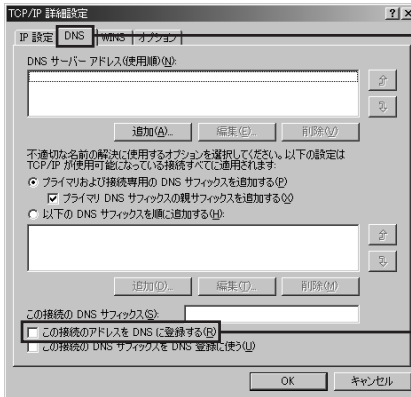 TCP/IP 詳細設定
IP 設定 DNS WINS オプション
DNS サーバー アドレス(使用順)(N):
追加(A)... 編集(E)... 削除(V)
不適切な名前の解決に使用するオプションを選択してください。以下の設定は
TCP/IP が使用可能になっている接続すべてに適用されます:
プライマリおよび接続専用の DNS サフィックスを追加する(P)
プライマリ DNS サフィックスの親サフィックスを追加する(X)
以下の DNS サフィックスを順に追加する(H):
追加(D)... 編集(T)... 削除(M)
この接続の DNS サフィックス(S):
この接続のアドレスを DNS に登録する(R)
この接続の DNS サフィックスを DNS 登録に使う(U)
OK キャンセル